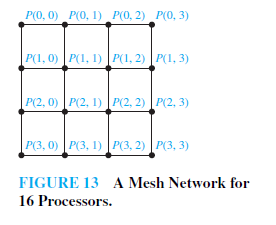 P(0, 0) P(0, 1) P(0, 2) P(0, 3)
P(1, 0) P(1, 1) P(1, 2) P(1, 3)
P(2, 0) P(2, 1) P(2, 2) P(2, 3)
P(3, 0) P(3, 1) P(3, 2) P(3, 3)
FIGURE 13 A Mesh Network for
16 Processors.